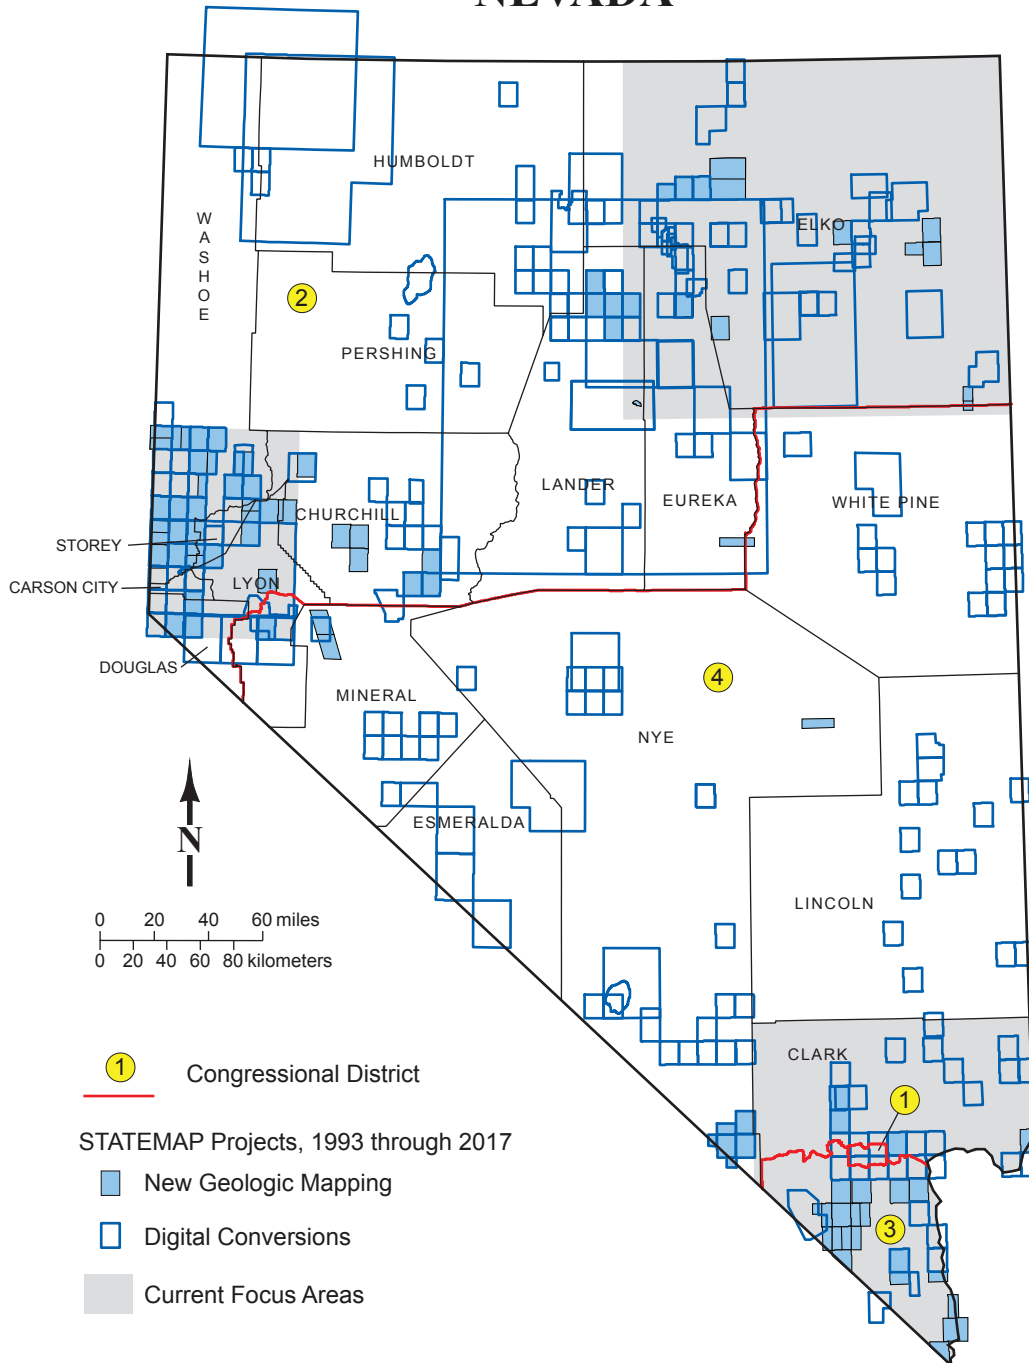 NEVADA
HUMBOLDT
WASHOE
ELKO
2
PERSHING
LANDER
EUREKA
WHITE PINE
CHURCHILL
STOREY
CARSON CITY
LYON
DOUGLAS
4
MINERAL
NYE
ESMERALDA
N
LINCOLN
0 20 40 60 miles
0 20 40 60 80 kilometers
CLARK
1
1 Congressional District
STATEMAP Projects, 1993 through 2017
New Geologic Mapping
3
Digital Conversions
Current Focus Areas